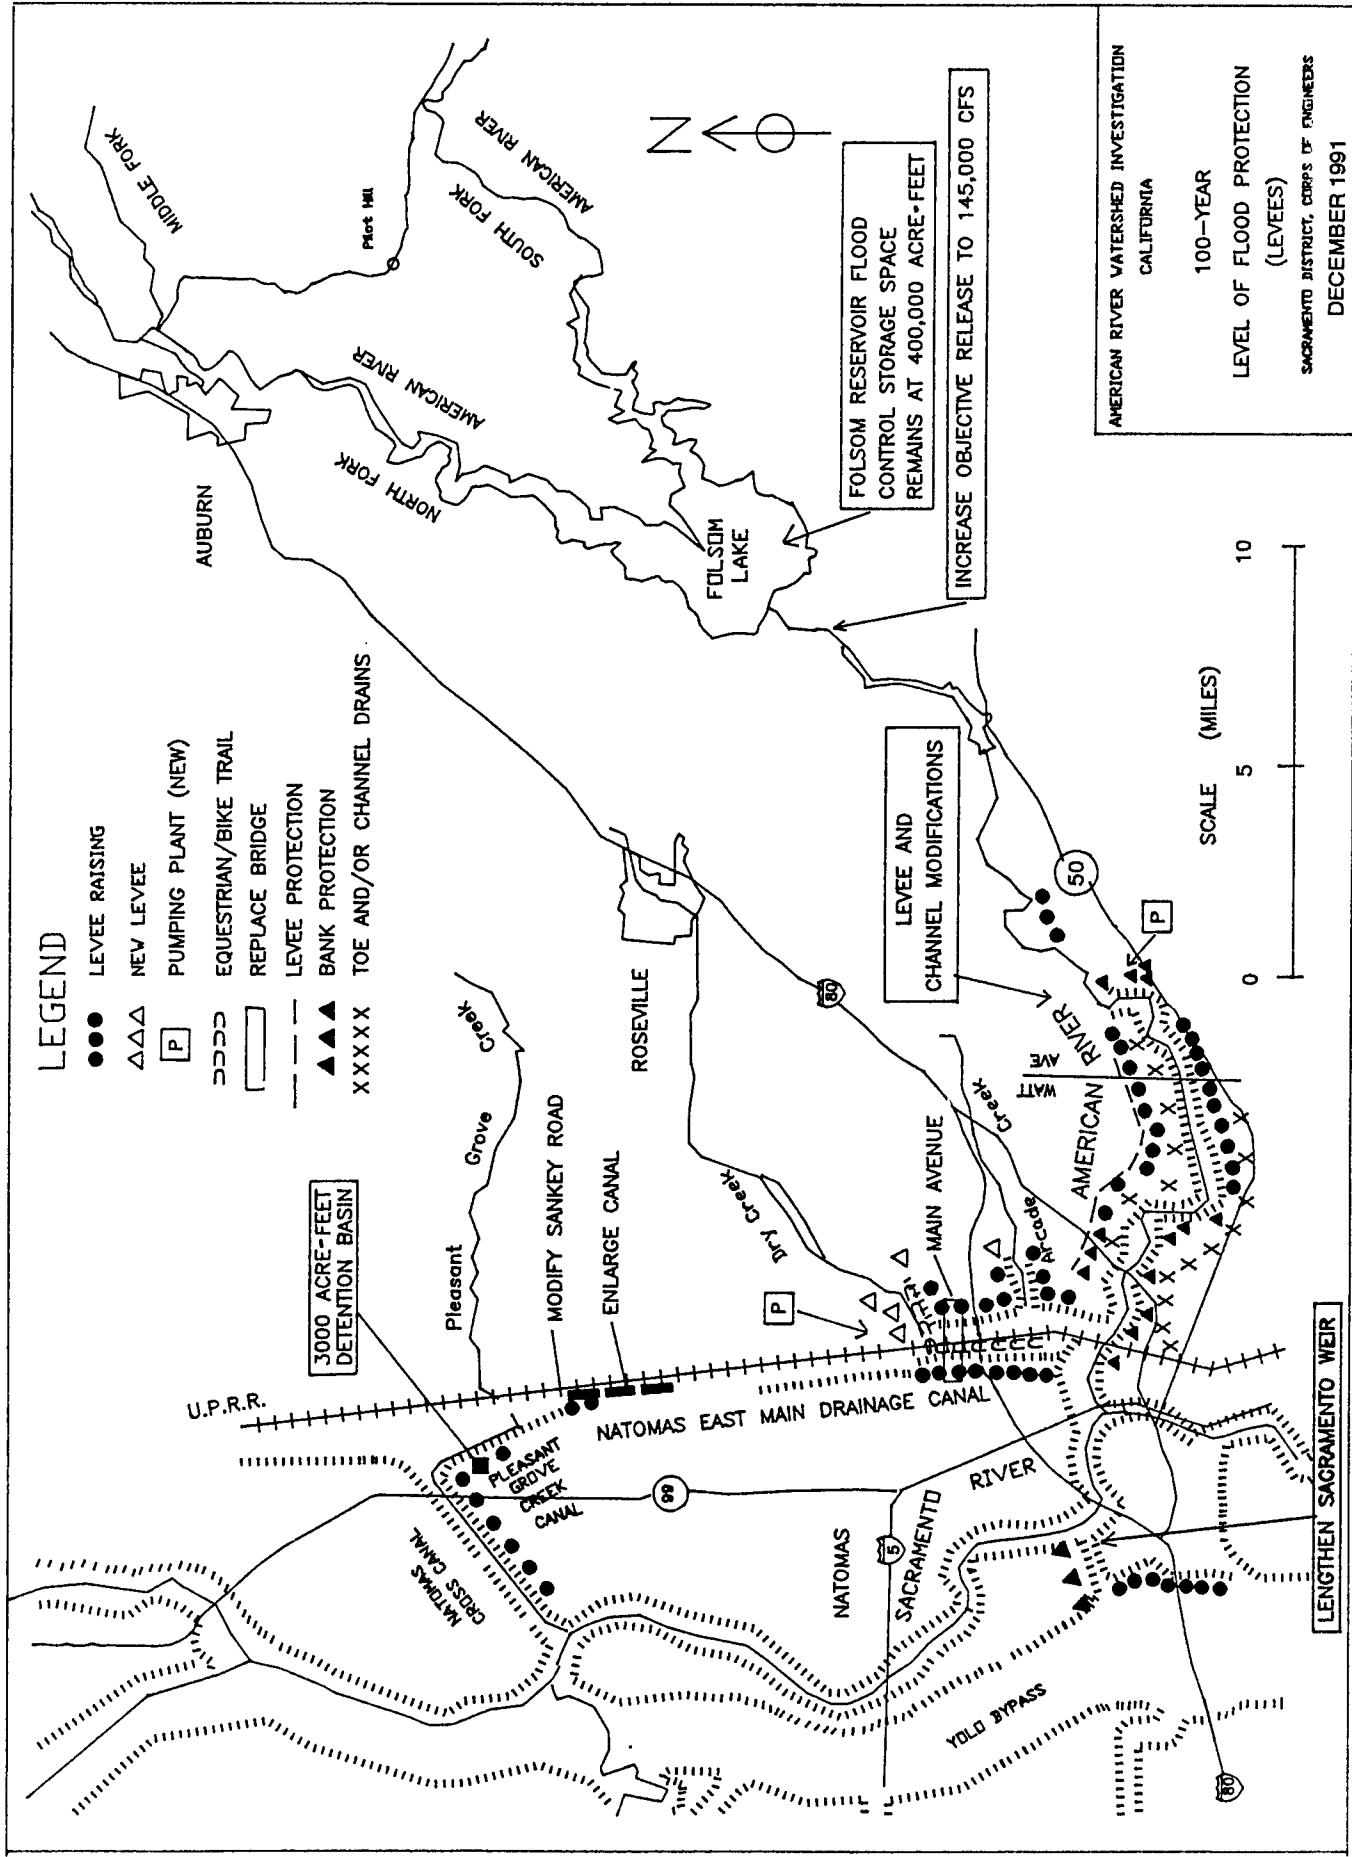 LEGEND
LEVEE RAISING
NEW LEVEE
P PUMPING PLANT (NEW)
EQUESTRIAN/BIKE TRAIL
REPLACE BRIDGE
LEVEE PROTECTION
BANK PROTECTION
XXXXX TOE AND/OR CHANNEL DRAINS
3000 ACRE-FEET
DETENTION BASIN
U.P.R.R.
Pleasant Grove Creek
MODIFY SANKEY ROAD
ENLARGE CANAL
NATOMAS EAST MAIN DRAINAGE CANAL
PLEASANT
GROVE
CREEK
CANAL
NATOMAS
CROSS CANAL
99
NATOMAS
5
SACRAMENTO RIVER
YOLO BYPASS
80
LENGTHEN SACRAMENTO WEIR
P
Dry Creek
MAIN AVENUE
Arcade Creek
ROSEVILLE
80
AUBURN
MIDDLE FORK
Pilot Hill
NORTH FORK
AMERICAN RIVER
SOUTH FORK
AMERICAN RIVER
FOLSOM
LAKE
N
FOLSOM RESERVOIR FLOOD
CONTROL STORAGE SPACE
REMAINS AT 400,000 ACRE-FEET
INCREASE OBJECTIVE RELEASE TO 145,000 CFS
LEVEE AND
CHANNEL MODIFICATIONS
AMERICAN RIVER
WATT
AVE
50
P
0 5 10
SCALE (MILES)
AMERICAN RIVER WATERSHED INVESTIGATION
CALIFORNIA
100-YEAR
LEVEL OF FLOOD PROTECTION
(LEVEES)
SACRAMENTO DISTRICT, CORPS OF ENGINEERS
DECEMBER 1991